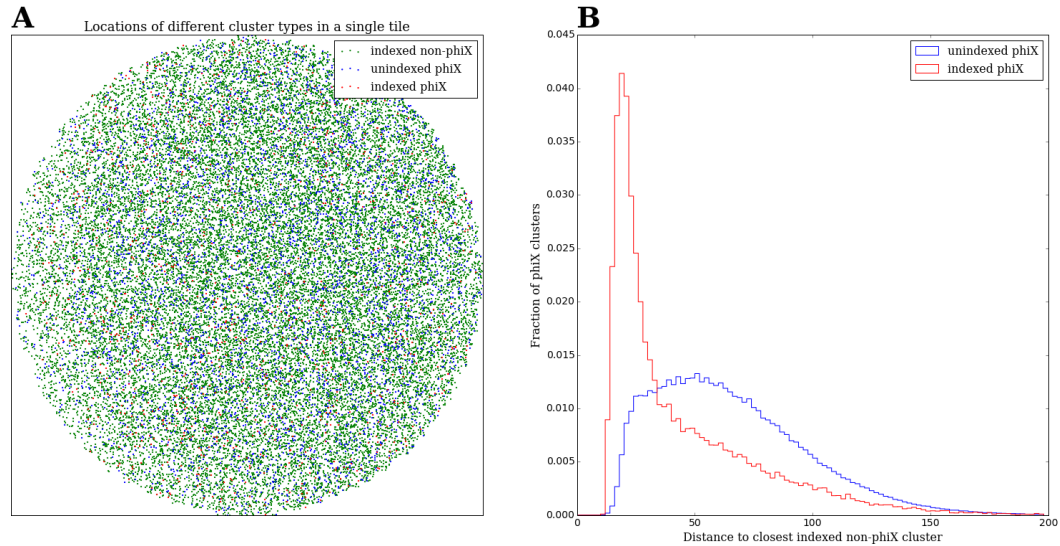 A
Locations of different cluster types in a single tile
indexed non-phiX
unindexed phiX
indexed phiX
B
unindexed phiX
indexed phiX
0.045
0.040
0.035
0.030
0.025
0.020
0.015
0.010
0.005
0.000
Fraction of phiX clusters
0
50
100
150
200
Distance to closest indexed non-phiX cluster